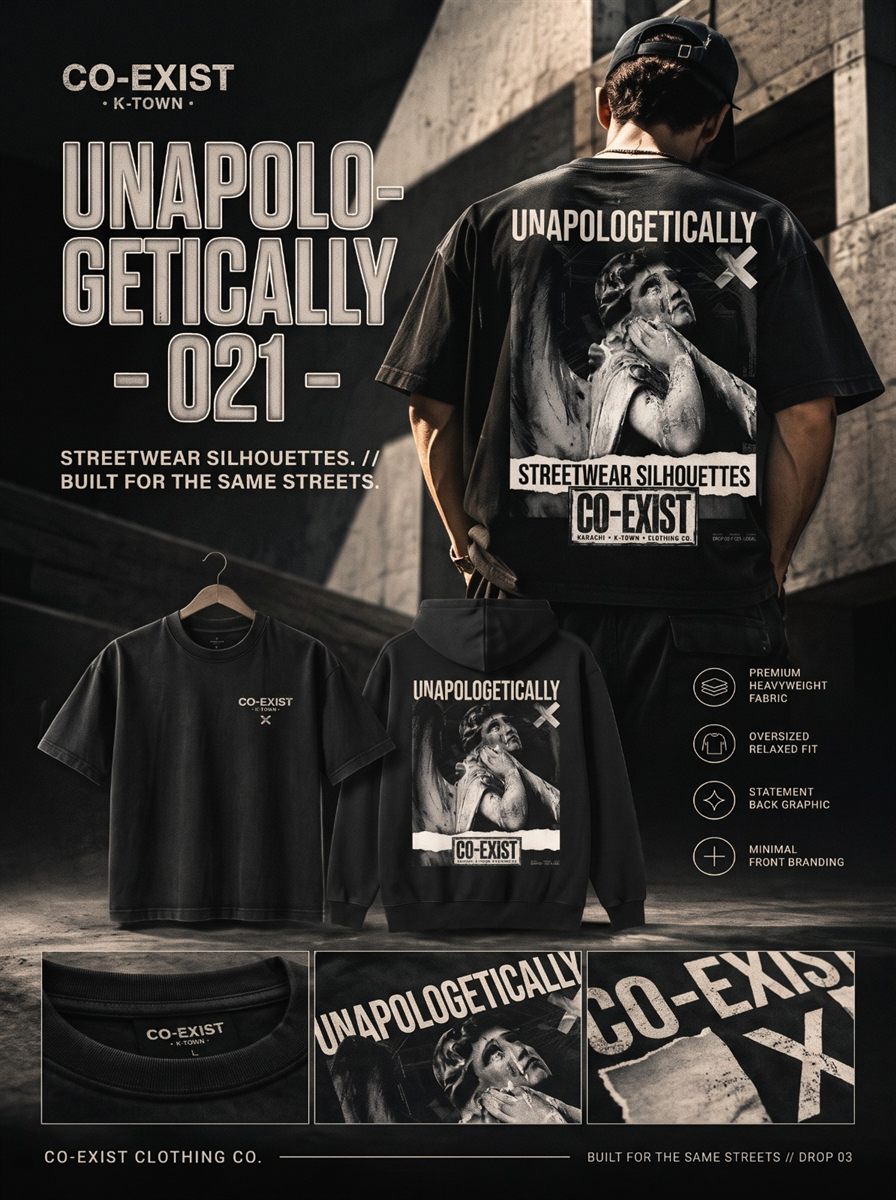 CO-EXIST
• K-TOWN •
UNAPOLO-
GETICALLY
- 021 -
STREETWEAR SILHOUETTES. //
BUILT FOR THE SAME STREETS.
UNAPOLOGETICALLY
STREETWEAR SILHOUETTES
CO-EXIST
KARACHI • K-TOWN • CLOTHING CO.
CO-EXIST
• K-TOWN •
UNAPOLOGETICALLY
CO-EXIST
PREMIUM
HEAVYWEIGHT
FABRIC
OVERSIZED
RELAXED FIT
STATEMENT
BACK GRAPHIC
MINIMAL
FRONT BRANDING
CO-EXIST
• K-TOWN •
L
UNAPOLOGETICALLY
CO-EXIST
CO-EXIST CLOTHING CO.
BUILT FOR THE SAME STREETS // DROP 03